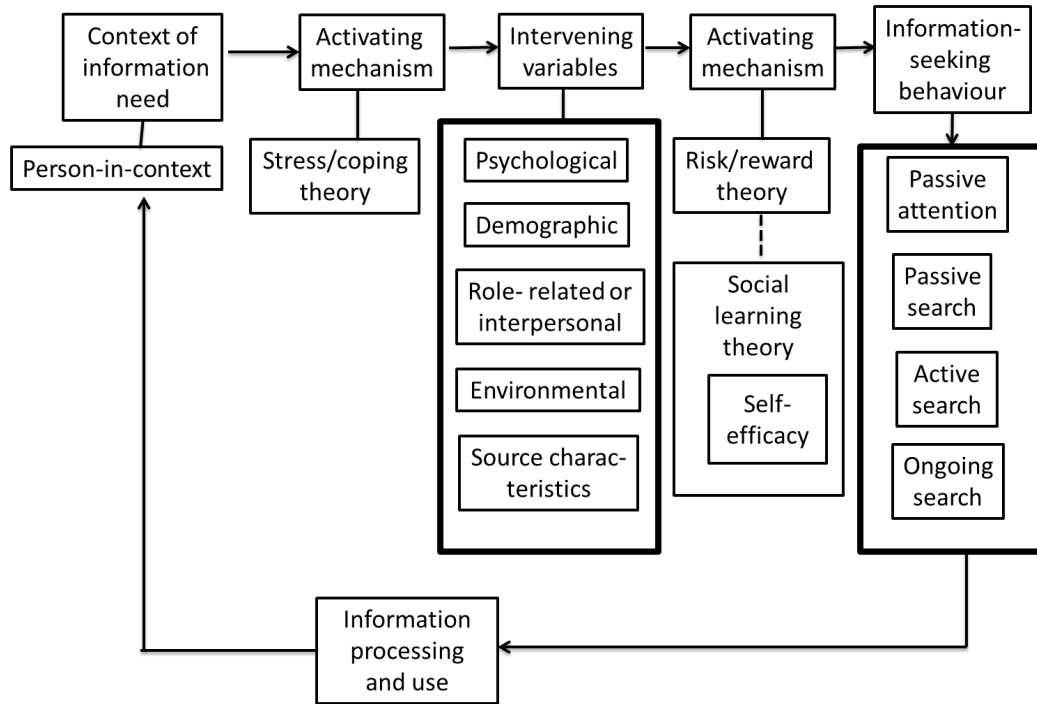 Context of
information
need
Activating
mechanism
Intervening
variables
Activating
mechanism
Information-
seeking
behaviour
Person-in-context
Stress/coping
theory
Psychological
Demographic
Role- related or
interpersonal
Environmental
Source charac-
teristics
Risk/reward
theory
Social
learning
theory
Self-
efficacy
Passive
attention
Passive
search
Active
search
Ongoing
search
Information
processing
and use